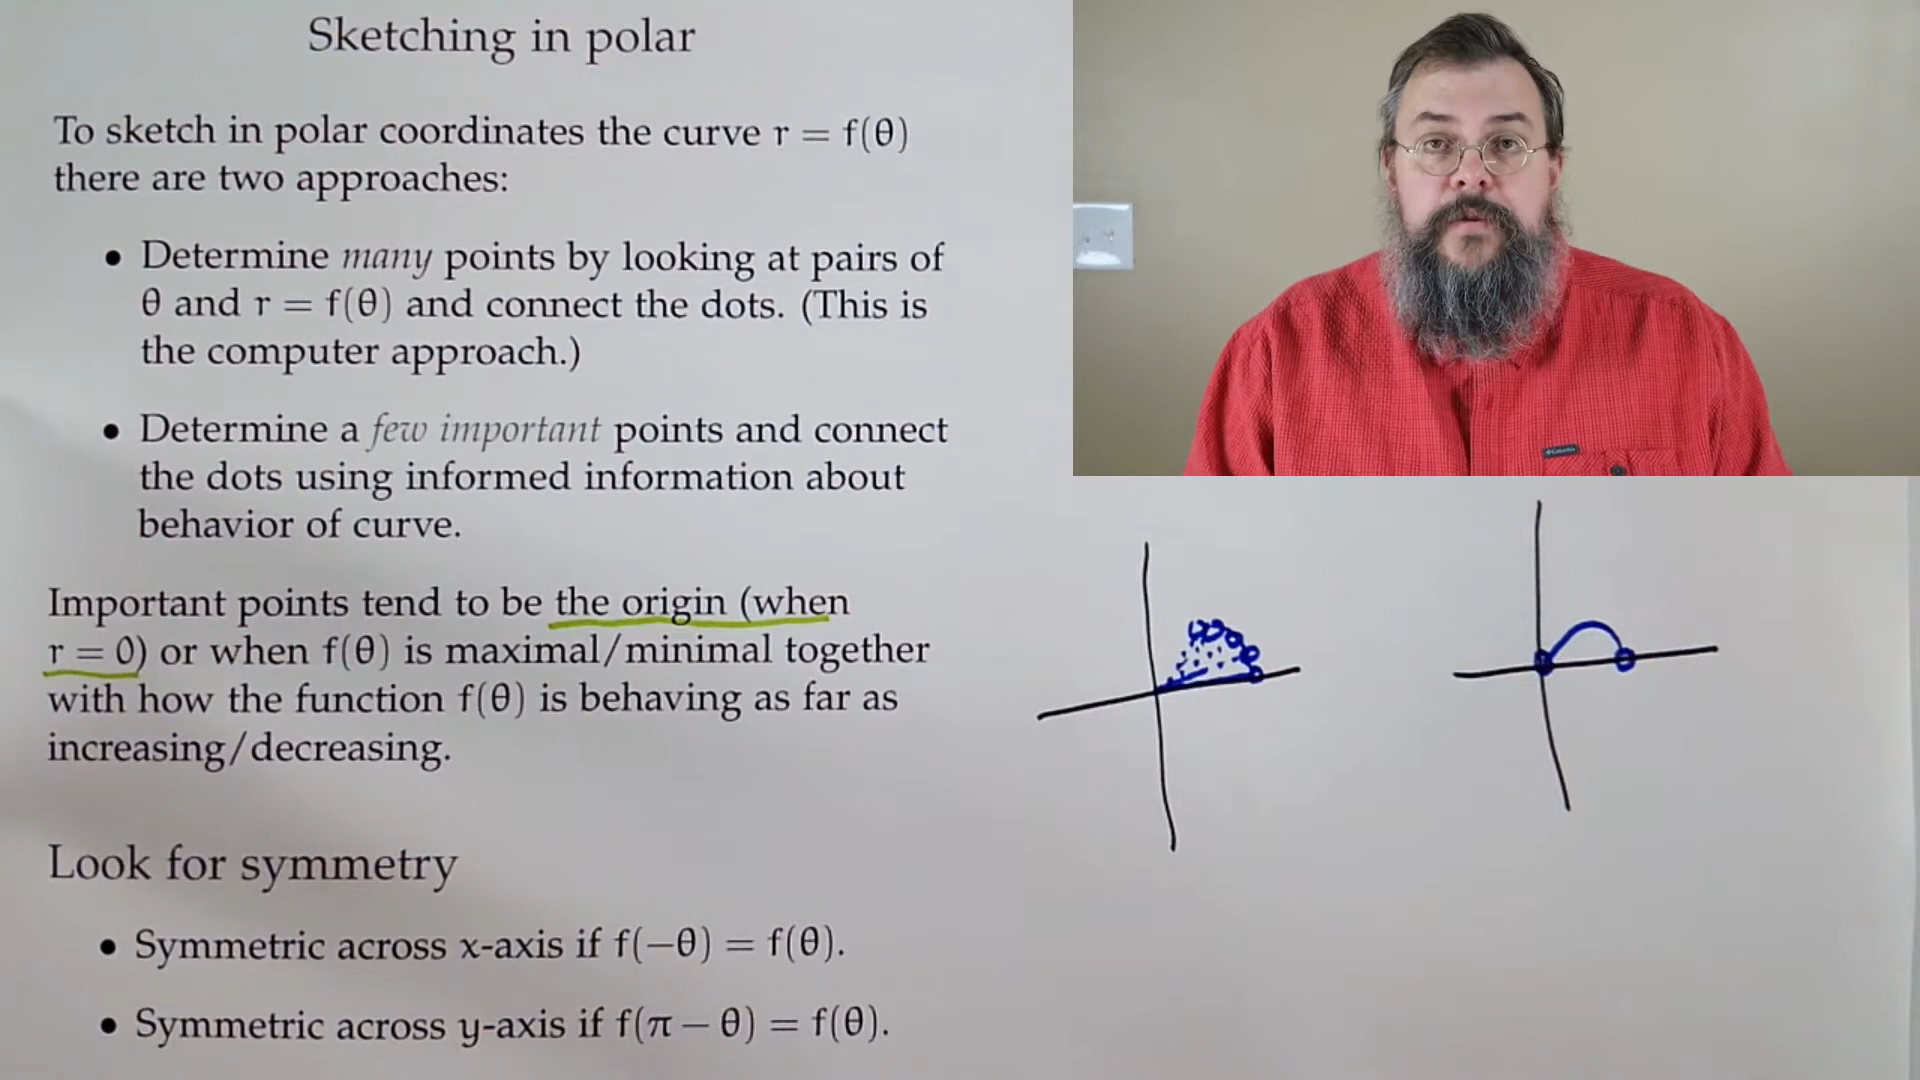 Sketching in polar
To sketch in polar coordinates the curve r = f(θ)
there are two approaches:
• Determine many points by looking at pairs of
θ and r = f(θ) and connect the dots. (This is
the computer approach.)
• Determine a few important points and connect
the dots using informed information about
behavior of curve.
Important points tend to be the origin (when
r = 0) or when f(θ) is maximal/minimal together
with how the function f(θ) is behaving as far as
increasing/decreasing.
Look for symmetry
• Symmetric across x-axis if f(−θ) = f(θ).
• Symmetric across y-axis if f(π − θ) = f(θ).
Columbia